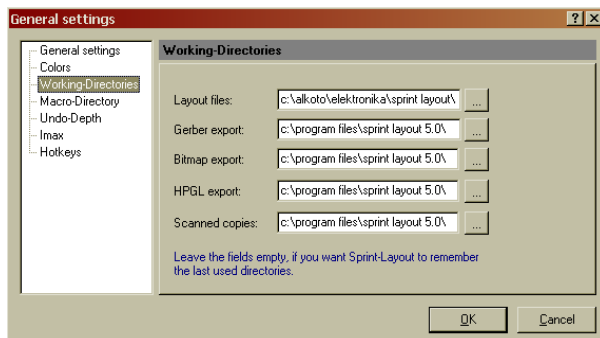 General settings
General settings
Colors
Working-Directories
Macro-Directory
Undo-Depth
Imax
Hotkeys
Working-Directories
Layout files: c:\alkoto\elektronika\sprint layout\ ...
Gerber export: c:\program files\sprint layout 5.0\ ...
Bitmap export: c:\program files\sprint layout 5.0\ ...
HPGL export: c:\program files\sprint layout 5.0\ ...
Scanned copies: c:\program files\sprint layout 5.0\ ...
Leave the fields empty, if you want Sprint-Layout to remember
the last used directories.
OK Cancel